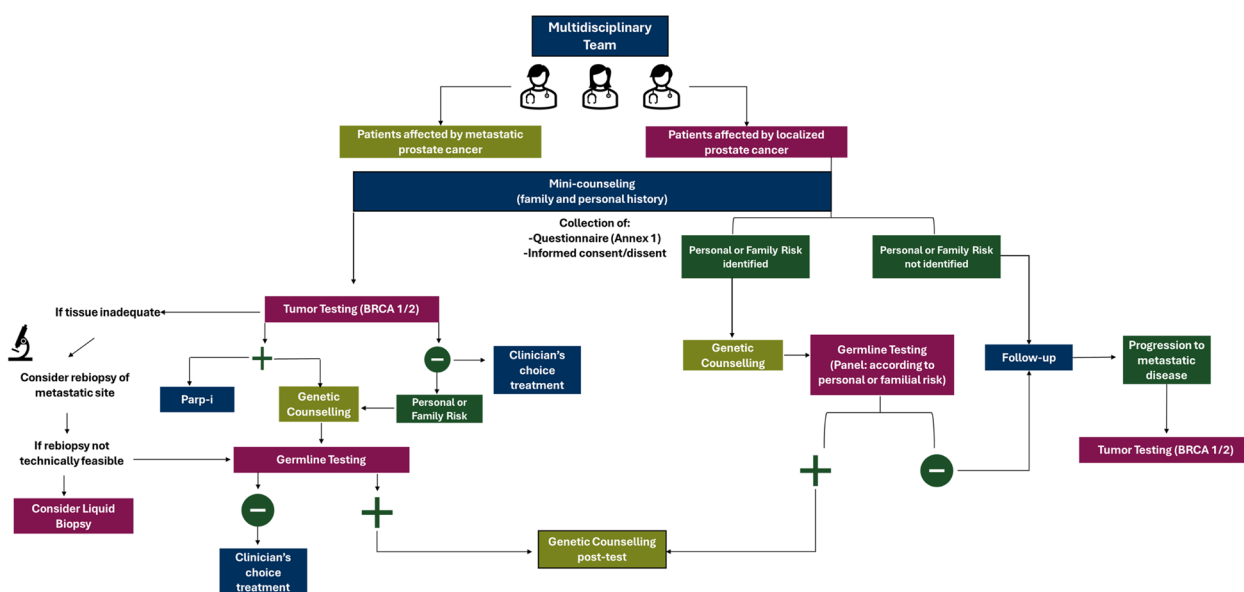 Multidisciplinary
Team
Patients affected by metastatic
prostate cancer
Patients affected by localized
prostate cancer
Mini-counseling
(family and personal history)
Collection of:
-Questionnaire (Annex 1)
-Informed consent/dissent
Personal or Family Risk
identified
Personal or Family Risk
not identified
If tissue inadequate
Tumor Testing (BRCA 1/2)
Consider rebiopsy of
metastatic site
Parp-i
Genetic
Counselling
Personal or
Family Risk
Clinician's
choice
treatment
Genetic
Counselling
Germline Testing
(Panel: according to
personal or familial risk)
Follow-up
Progression to
metastatic
disease
If rebiopsy not
technically feasible
Germline Testing
Tumor Testing (BRCA 1/2)
Consider Liquid
Biopsy
Clinician's
choice
treatment
Genetic Counselling
post-test